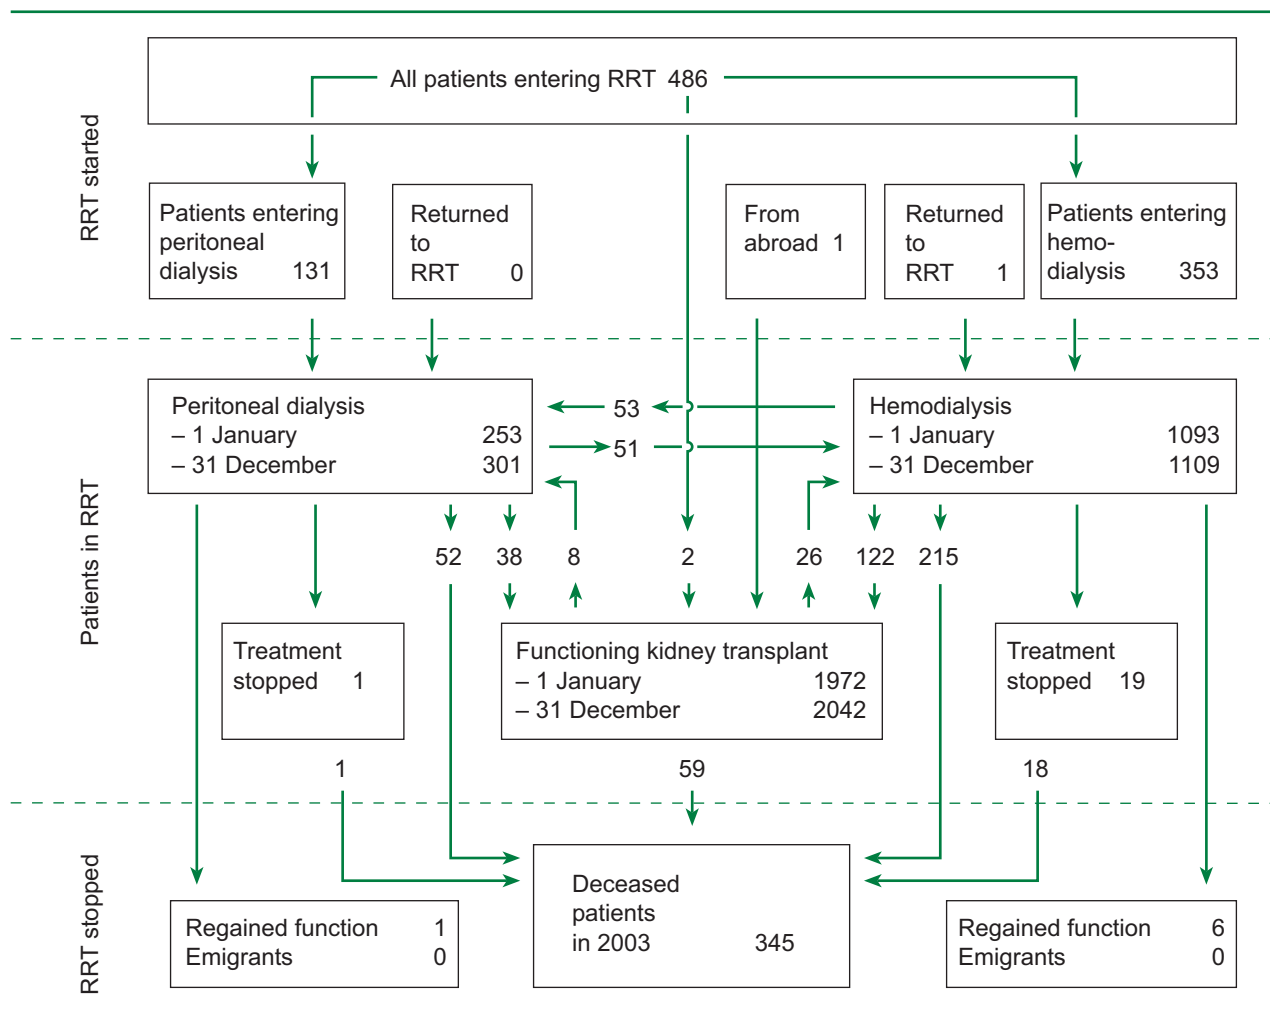 All patients entering RRT 486
RRT started
Patients entering
peritoneal
dialysis 131
Returned
to
RRT 0
From
abroad 1
Returned
to
RRT 1
Patients entering
hemo-
dialysis 353
Patients in RRT
Peritoneal dialysis
– 1 January 253
– 31 December 301
53
51
Hemodialysis
– 1 January 1093
– 31 December 1109
52
38
8
2
26
122
215
Treatment
stopped 1
Functioning kidney transplant
– 1 January 1972
– 31 December 2042
Treatment
stopped 19
1
59
18
RRT stopped
Regained function 1
Emigrants 0
Deceased
patients
in 2003 345
Regained function 6
Emigrants 0